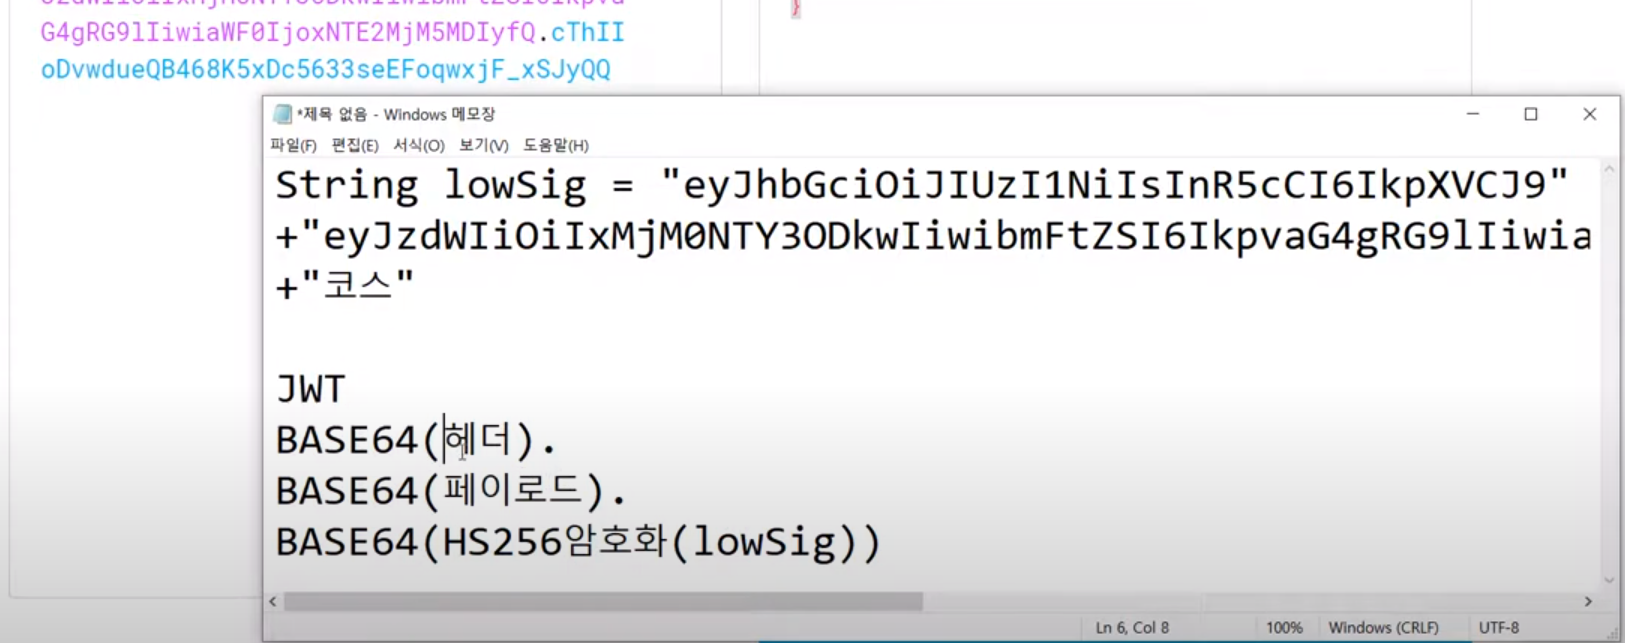 G4gRG9lIiwiaWF0IjoxNTE2MjM5MDIyfQ.cThII
oDvwdueQB468K5xDc5633seEFoqwxjF_xSJyQQ
}
*제목 없음 - Windows 메모장
파일(F) 편집(E) 서식(O) 보기(V) 도움말(H)
String lowSig = "eyJhbGciOiJIUzI1NiIsInR5cCI6IkpXVCJ9"
+"eyJzdWIiOiIxMjM0NTY3ODkwIiwibmFtZSI6IkpvaG4gRG9lIiwia
+"코스"
JWT
BASE64(헤더).
BASE64(페이로드).
BASE64(HS256암호화(lowSig))
Ln 6, Col 8 100% Windows (CRLF) UTF-8